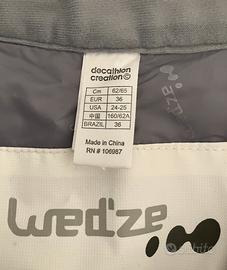 decathlon
creation
Cm 62/65
EUR 36
USA 24-25
中国 160/62A
BRAZIL 36
Made in China
RN # 106987
wed'ze
subito